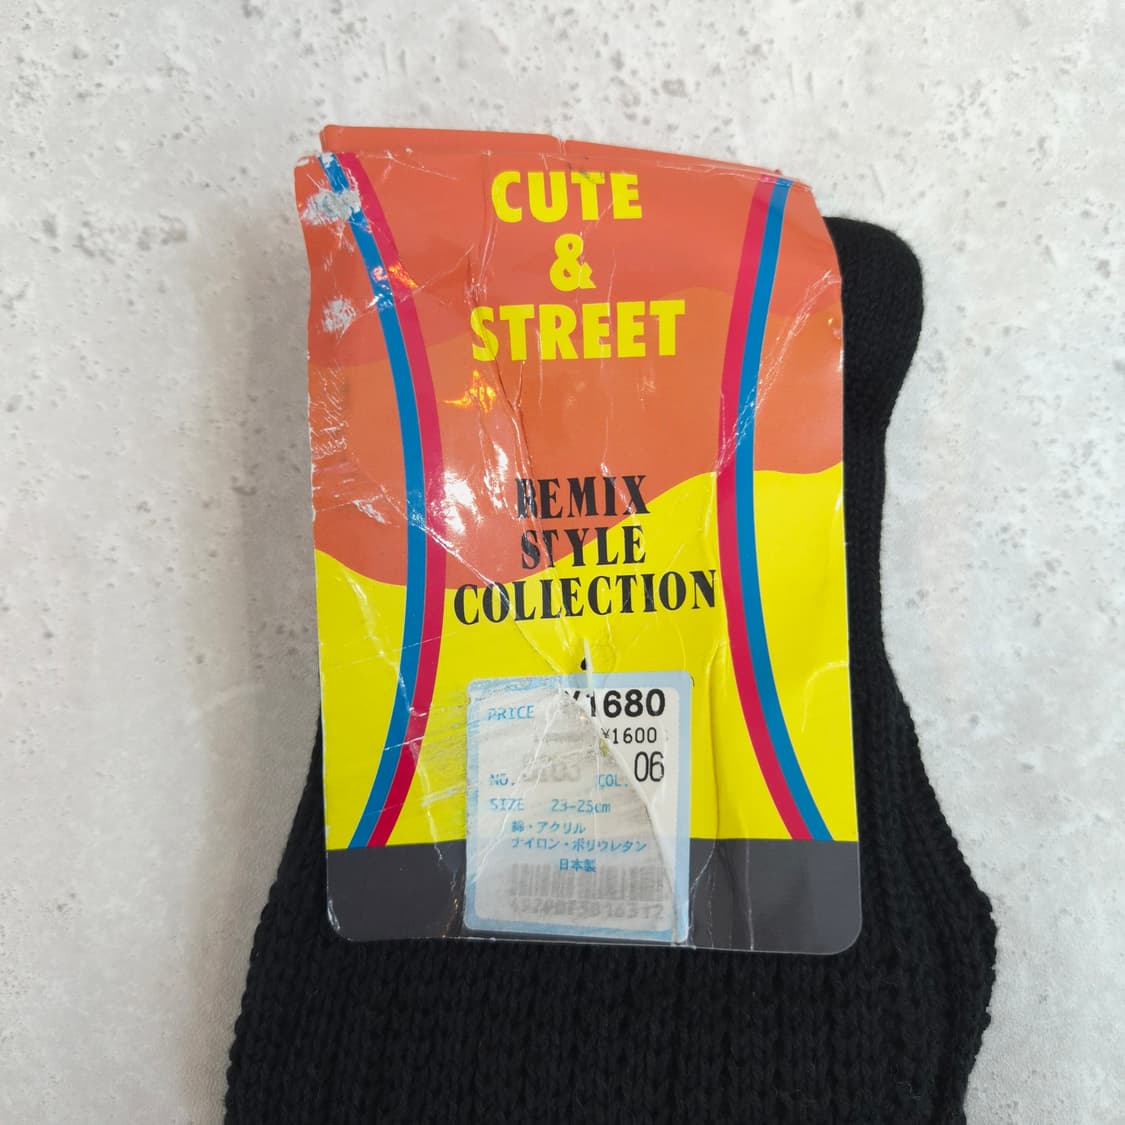 CUTE
&
STREET
REMIX
STYLE
COLLECTION
PRICE ¥1680
¥1600
NO. COL. 06
SIZE 23-25cm
綿・アクリル
ナイロン・ポリウレタン
日本製